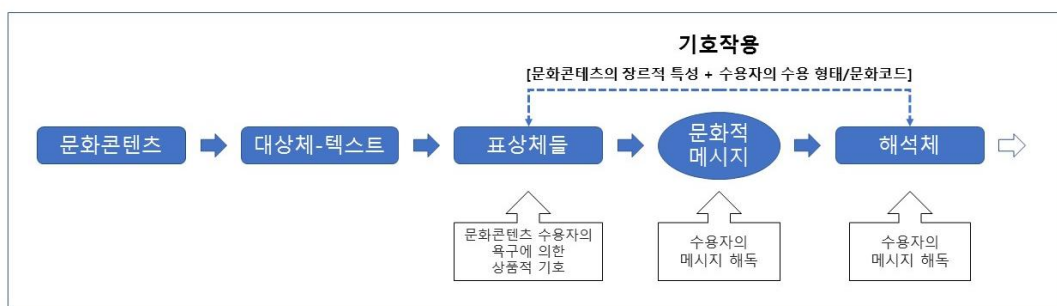 기호작용
[문화콘테츠의 장르적 특성 + 수용자의 수용 형태/문화코드]
문화콘텐츠
대상체-텍스트
표상체들
문화적
메시지
해석체
문화콘텐츠 수용자의
욕구에 의한
상품적 기호
수용자의
메시지 해독
수용자의
메시지 해독